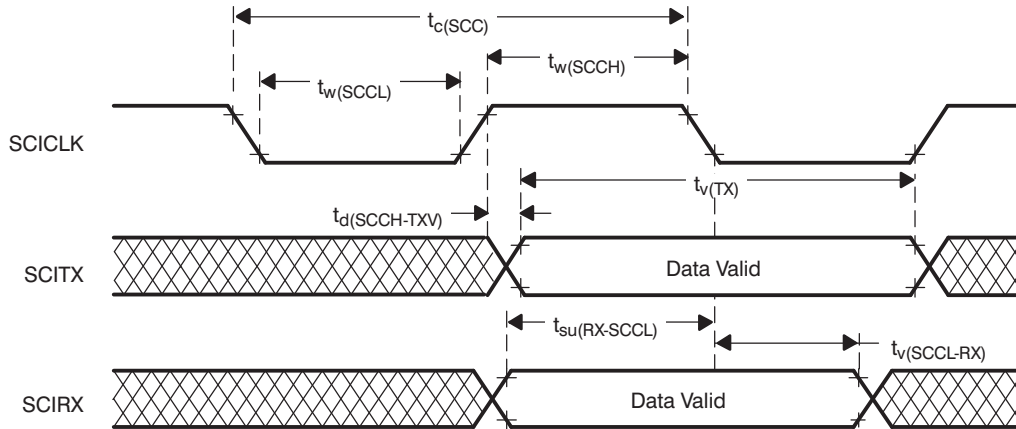 tc(SCC)
tw(SCCH)
tw(SCCL)
SCICLK
tv(TX)
td(SCCH-TXV)
SCITX
Data Valid
tsu(RX-SCCL)
tv(SCCL-RX)
SCIRX
Data Valid